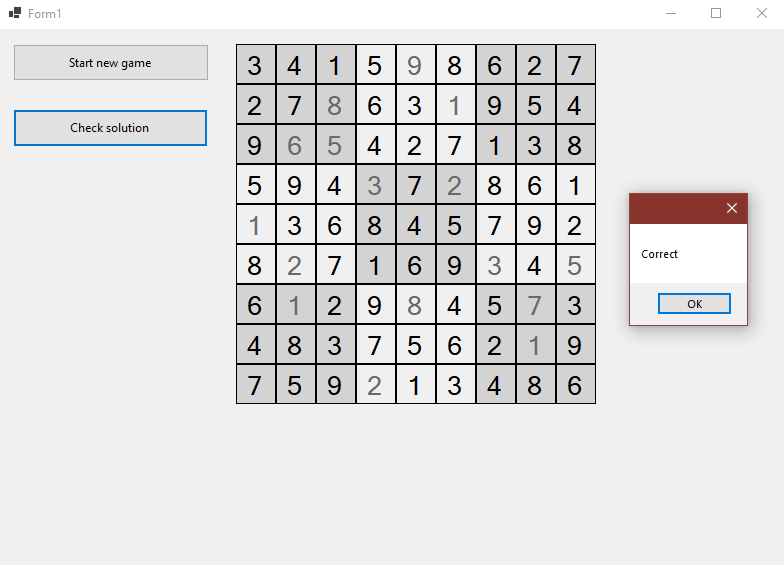 Form1
Start new game
Check solution
3 4 1 5 9 8 6 2 7
2 7 8 6 3 1 9 5 4
9 6 5 4 2 7 1 3 8
5 9 4 3 7 2 8 6 1
1 3 6 8 4 5 7 9 2
8 2 7 1 6 9 3 4 5
6 1 2 9 8 4 5 7 3
4 8 3 7 5 6 2 1 9
7 5 9 2 1 3 4 8 6
Correct
OK